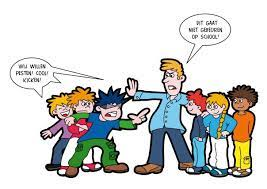 WIJ WILLEN
PESTEN! COOL!
KICKEN!
DIT GAAT
NIET GEBEUREN
OP SCHOOL!